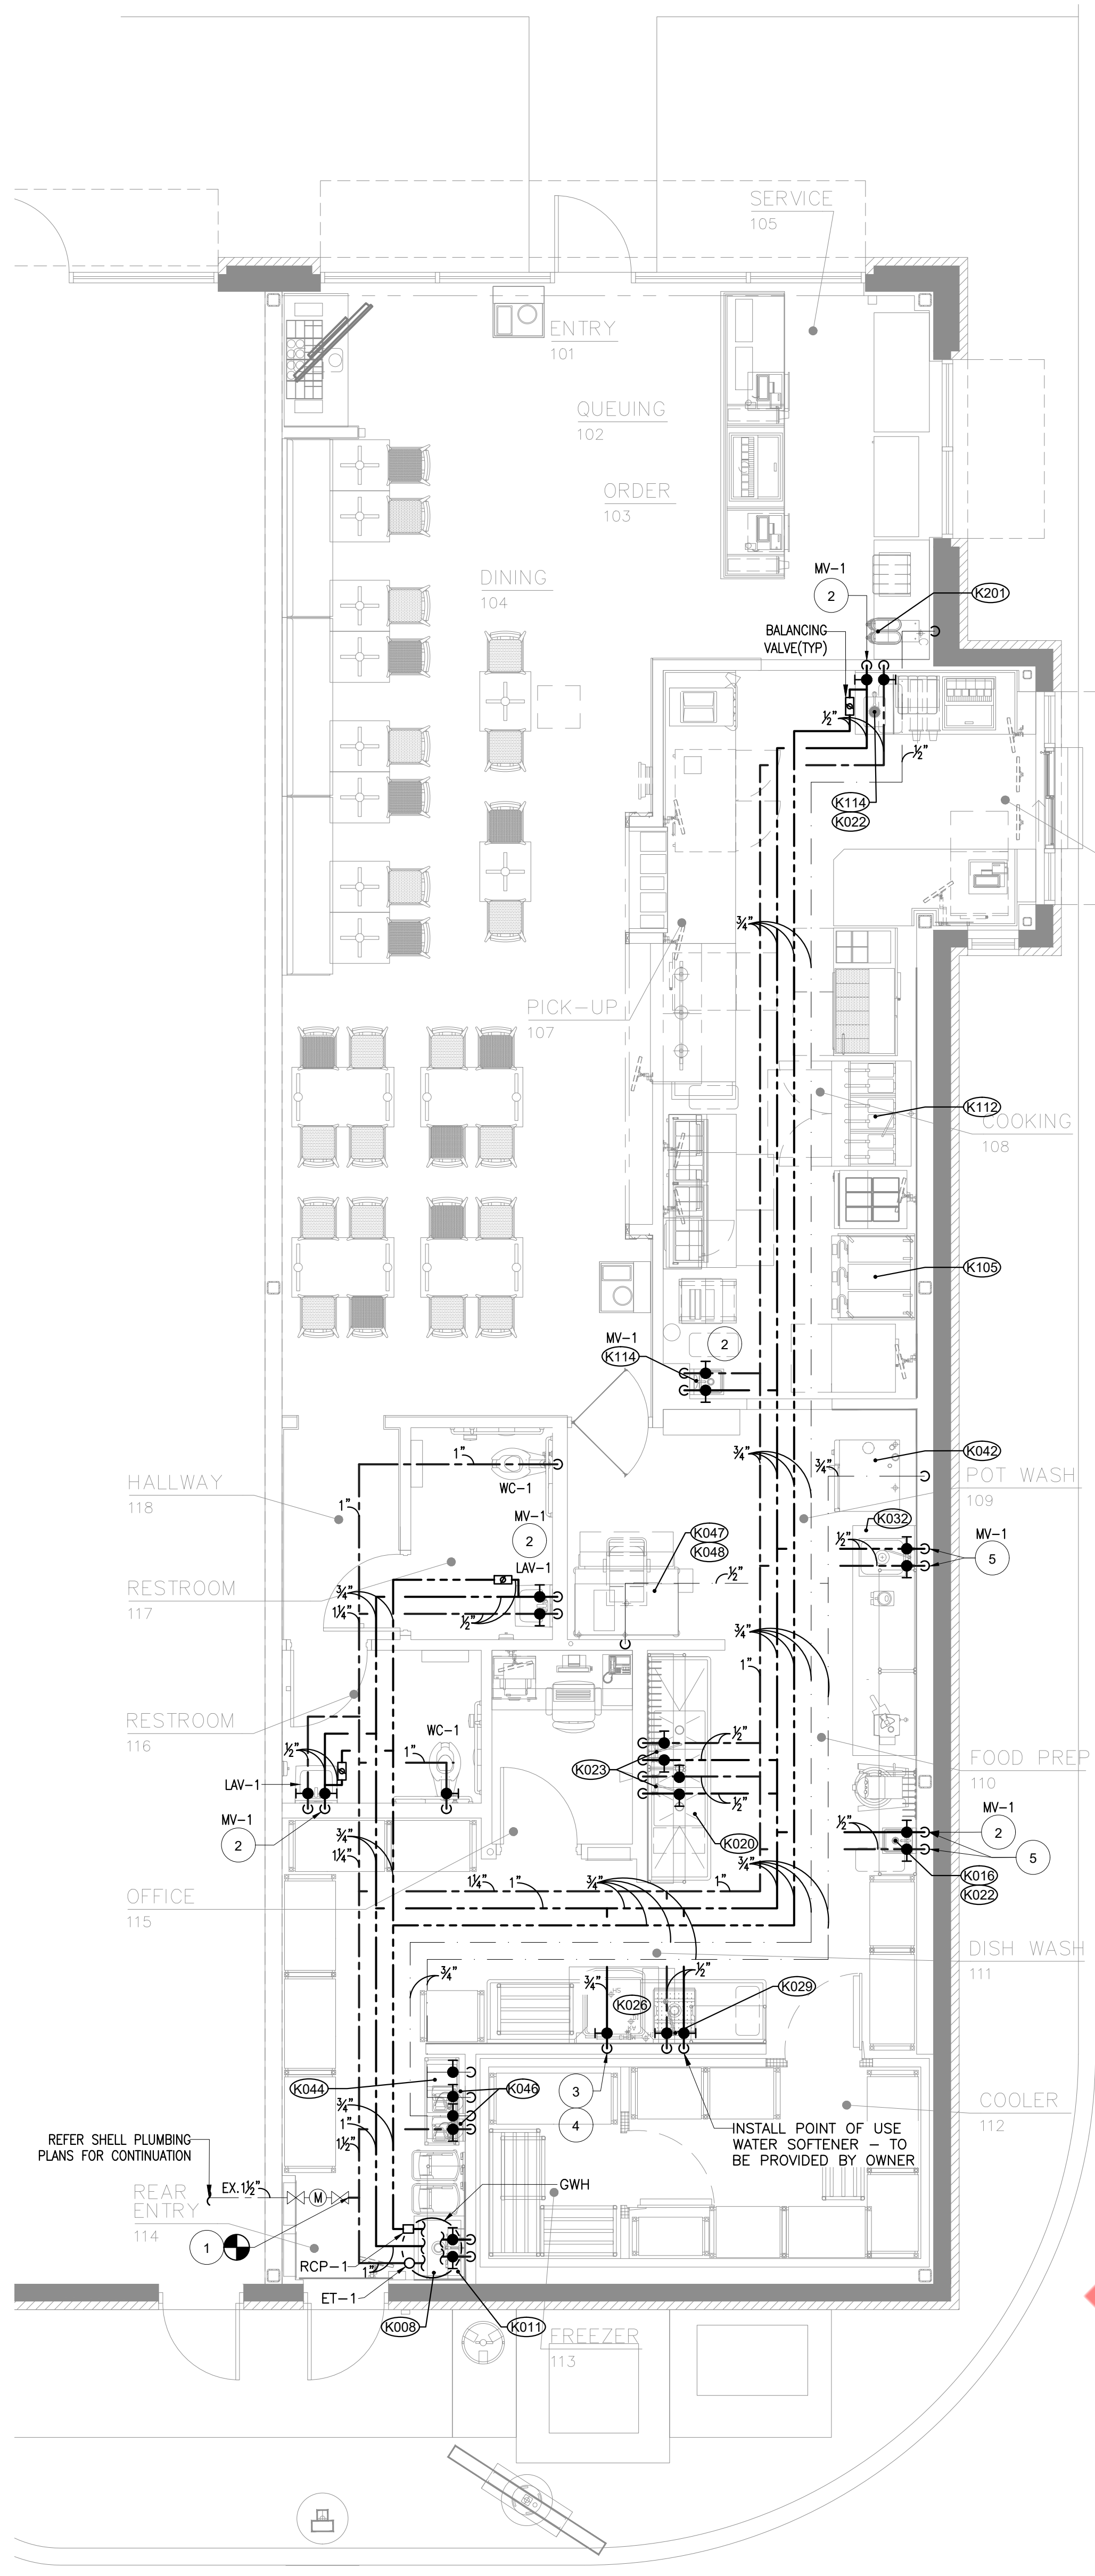 SERVICE
105
ENTRY
101
QUEUING
102
ORDER
103
DINING
104
MV-1
2
K201
BALANCING
VALVE(TYP)
½"
½"
K114
K022
¾"
PICK-UP
107
K112
COOKING
108
K105
MV-1
2
K114
1"
WC-1
¾"
¾"
K042
HALLWAY
118
1"
POT WASH
109
MV-1
2
K047
K048
K032
½"
MV-1
5
LAV-1
RESTROOM
117
¾"
1¼"
½"
½"
¾"
1"
RESTROOM
116
WC-1
½"
1"
½"
K023
LAV-1
½"
FOOD PREP
110
MV-1
2
MV-1
2
K020
½"
5
¾"
1¼"
K016
K022
¾"
OFFICE
115
1¼"
1"
¾"
1"
DISH WASH
111
¾"
¾"
½"
K026
K029
K044
K046
3
4
COOLER
112
¾"
1"
1½"
INSTALL POINT OF USE
WATER SOFTENER – TO
BE PROVIDED BY OWNER
REFER SHELL PLUMBING
PLANS FOR CONTINUATION
EX.1½"
M
GWH
REAR
ENTRY
114
1
RCP-1
1"
ET-1
K008
K011
FREEZER
113